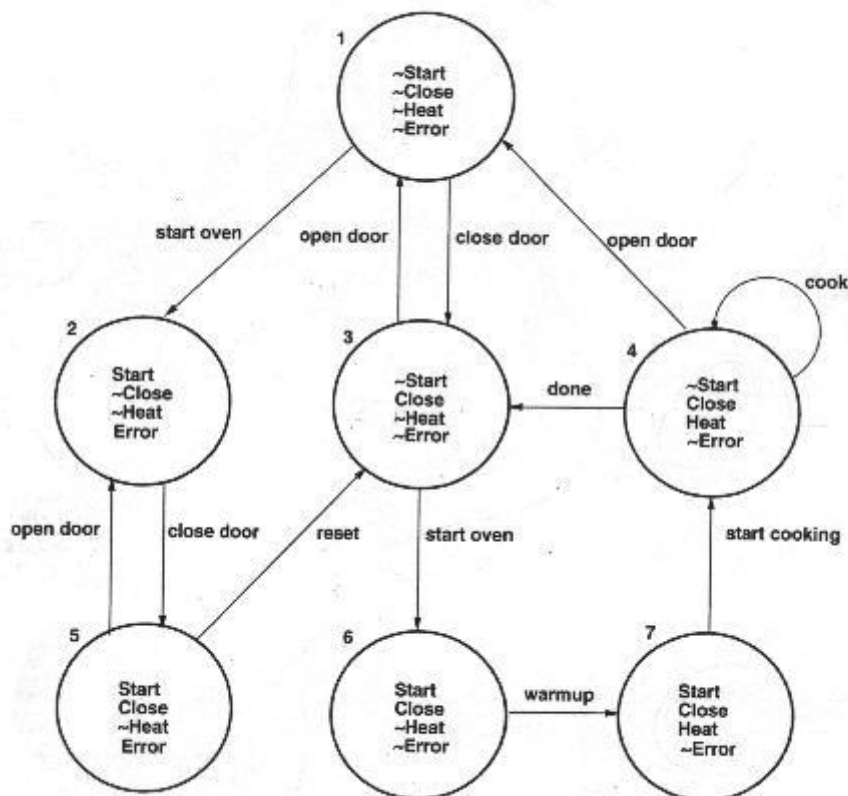 1
~Start
~Close
~Heat
~Error
start oven
open door
close door
open door
cook
2
Start
~Close
~Heat
Error
3
~Start
Close
~Heat
~Error
done
4
~Start
Close
Heat
~Error
open door
close door
reset
start oven
start cooking
5
Start
Close
~Heat
Error
6
Start
Close
~Heat
~Error
warmup
7
Start
Close
Heat
~Error